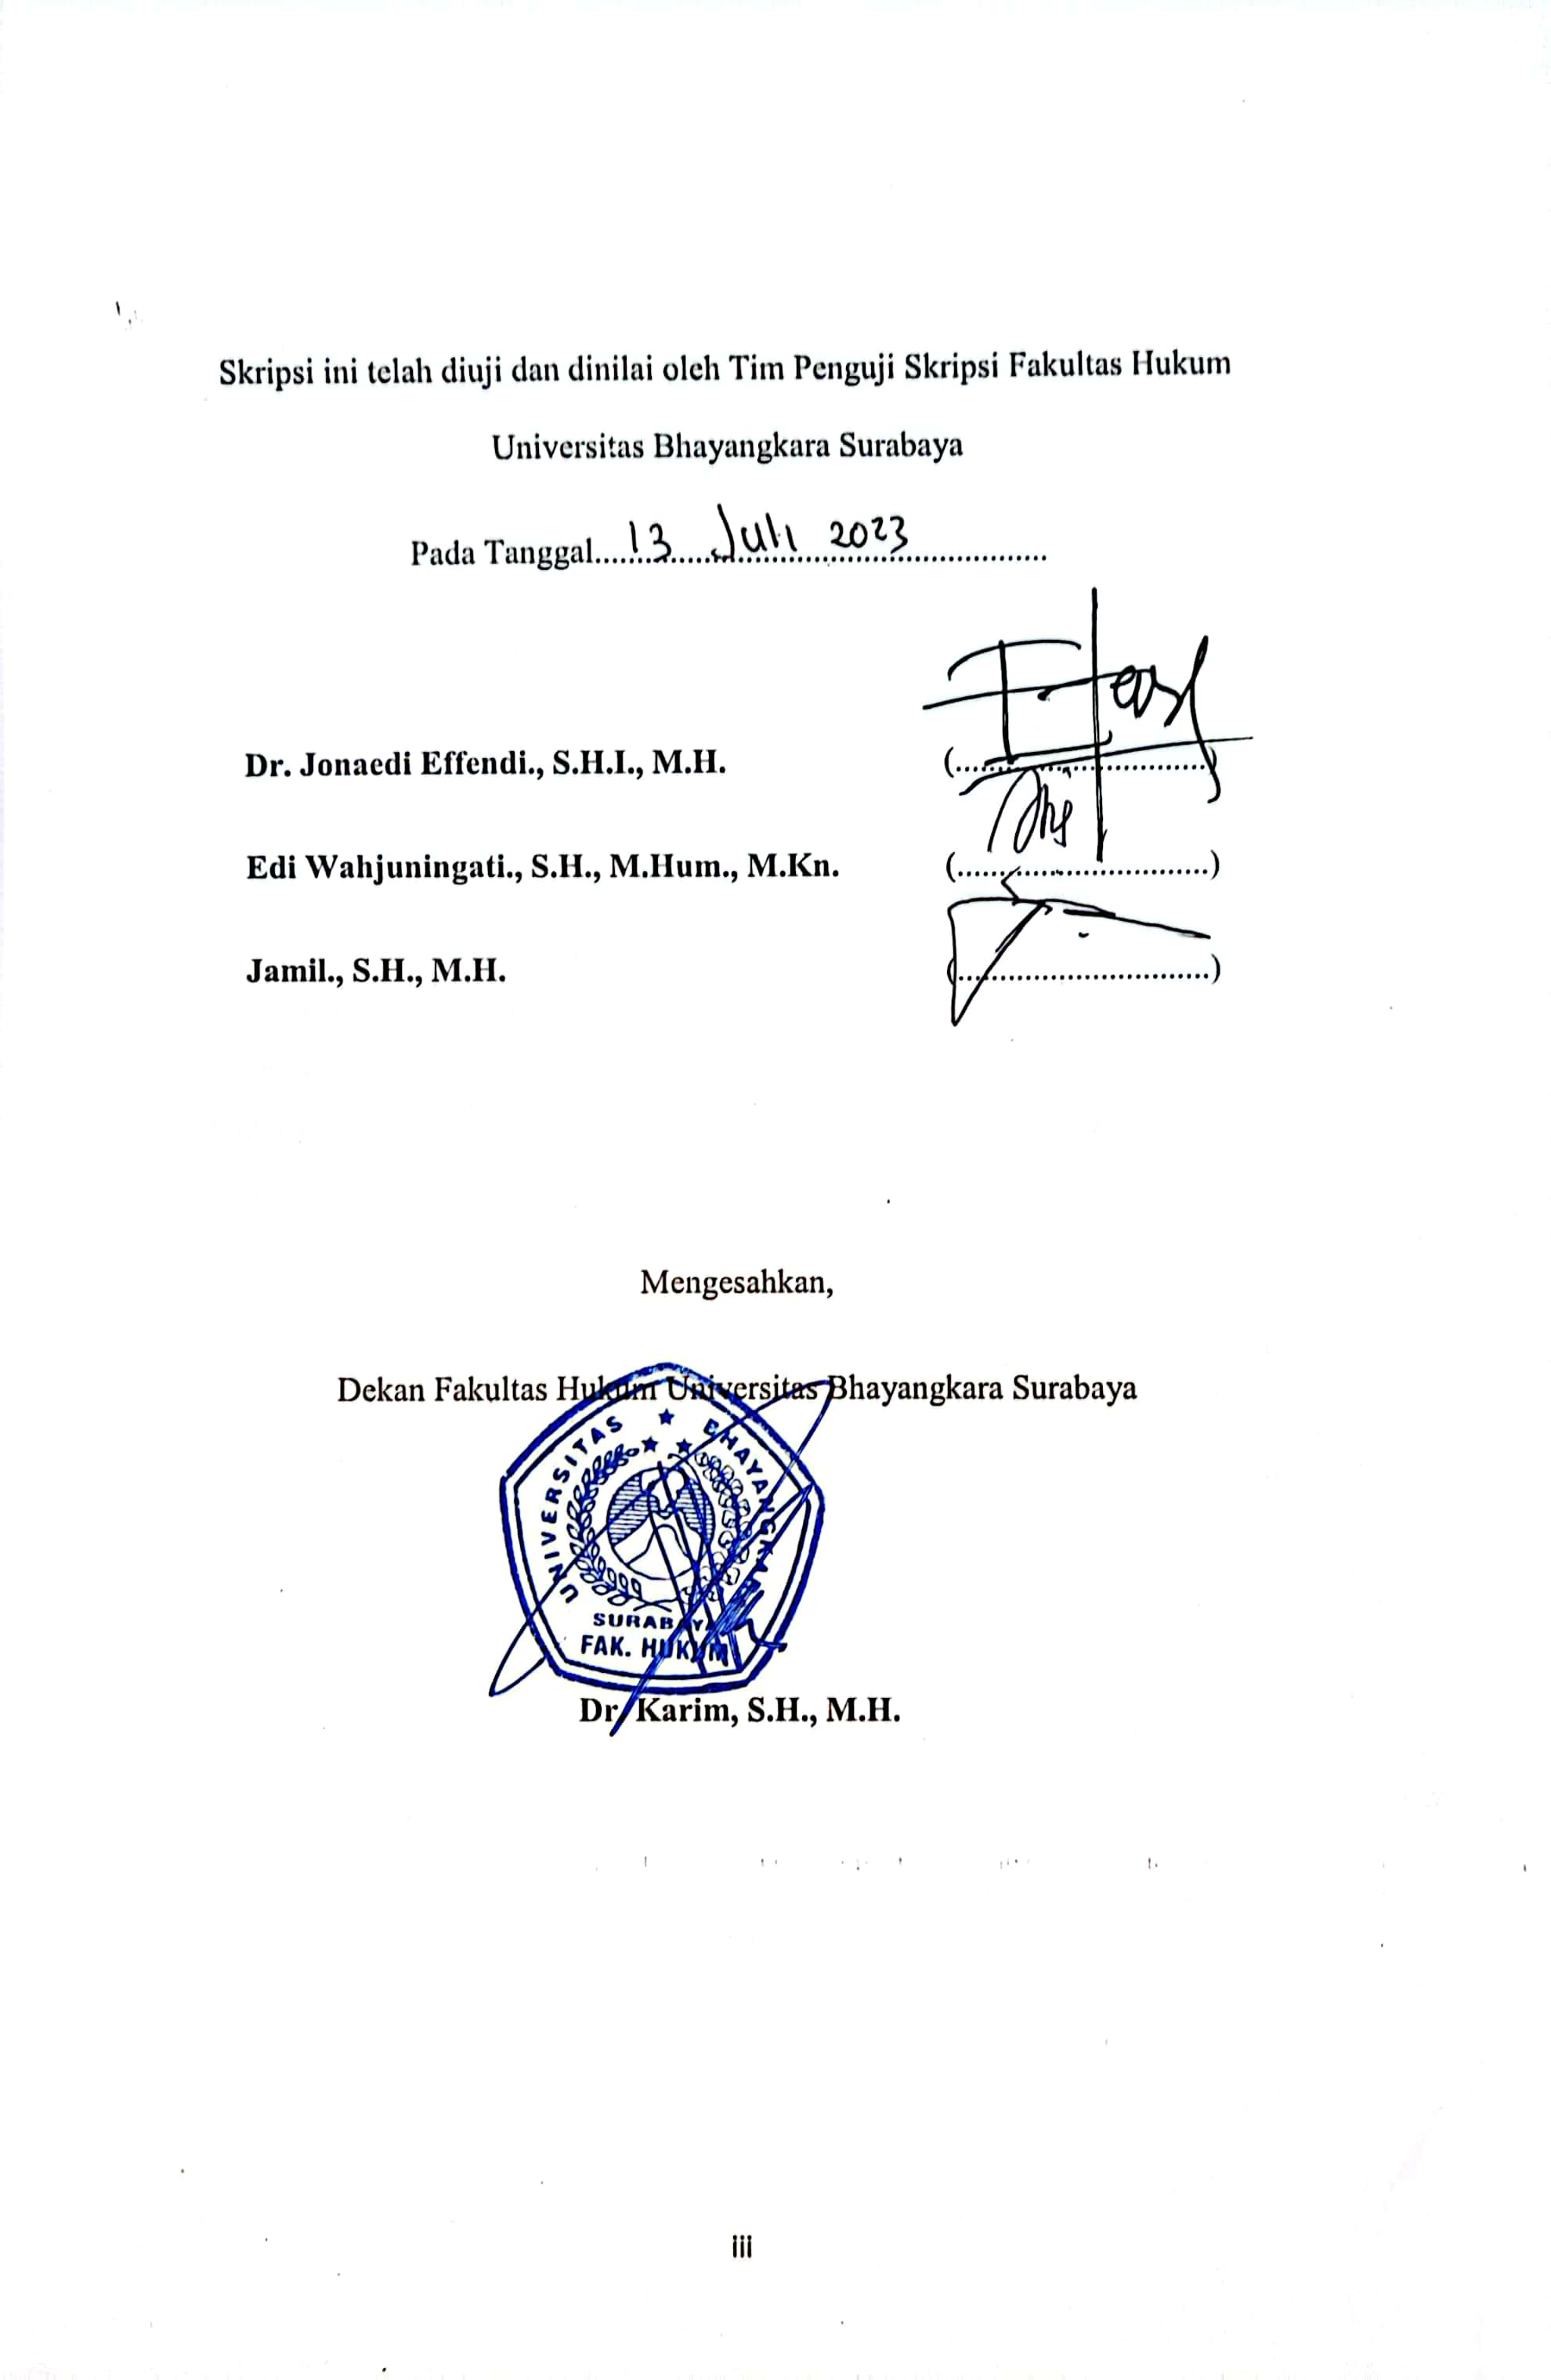 Skripsi ini telah diuji dan dinilai oleh Tim Penguji Skripsi Fakultas Hukum
Universitas Bhayangkara Surabaya
Pada Tanggal......13......Juli 2023..................
Dr. Jonaedi Effendi., S.H.I., M.H. (..............................)
Edi Wahjuningati., S.H., M.Hum., M.Kn. (..............................)
Jamil., S.H., M.H. (..............................)
Mengesahkan,
Dekan Fakultas Hukum Universitas Bhayangkara Surabaya
UNIVERSITAS BHAYANGKARA
SURABAYA
FAK. HUKUM
Dr. Karim, S.H., M.H.
iii